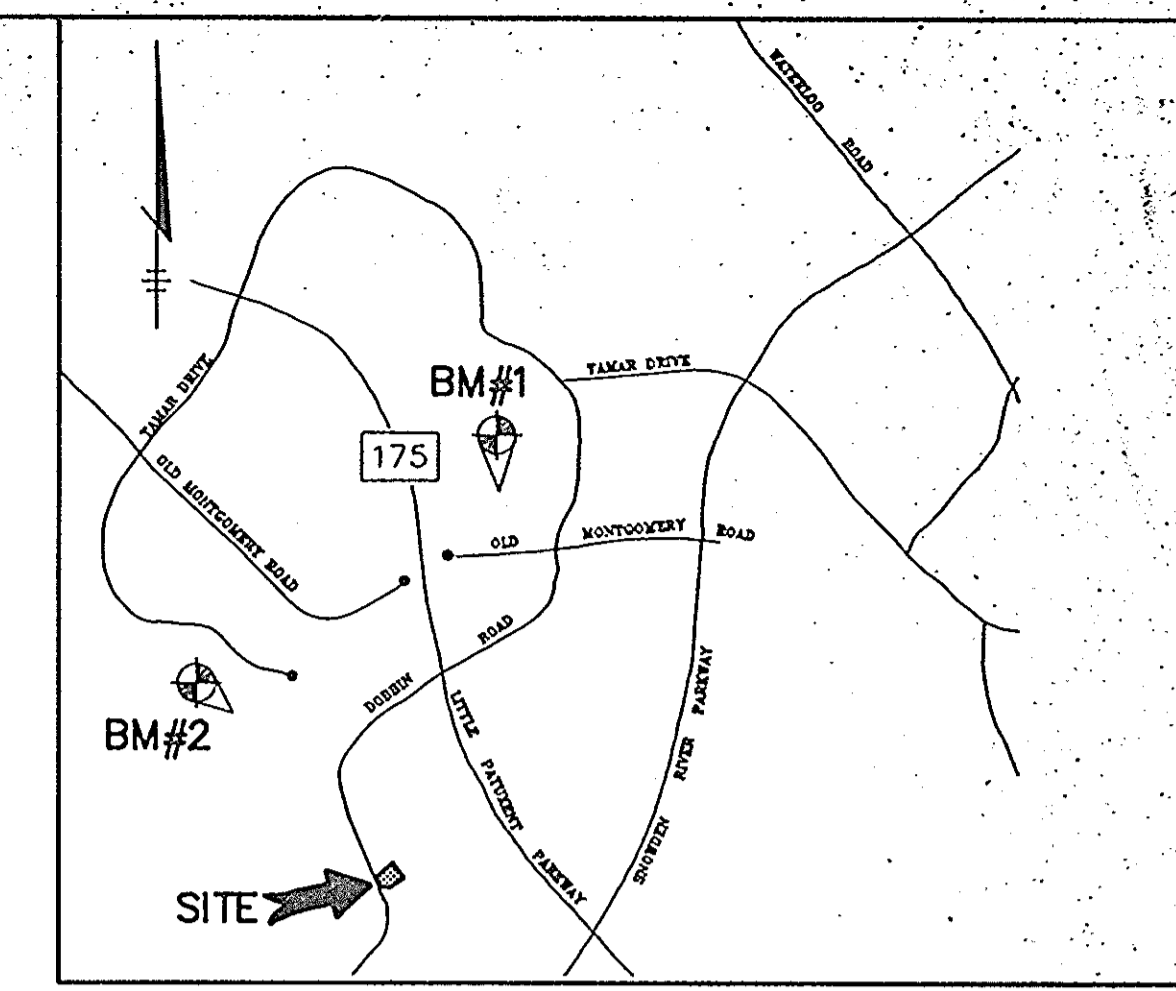 WATERLOO ROAD
TAMAR DRIVE
BM#1
TAMAR DRIVE
175
OLD MONTGOMERY ROAD
OLD MONTGOMERY ROAD
DOBBIN ROAD
BM#2
LITTLE PATUXENT PARKWAY
SNOWDEN RIVER PARKWAY
SITE